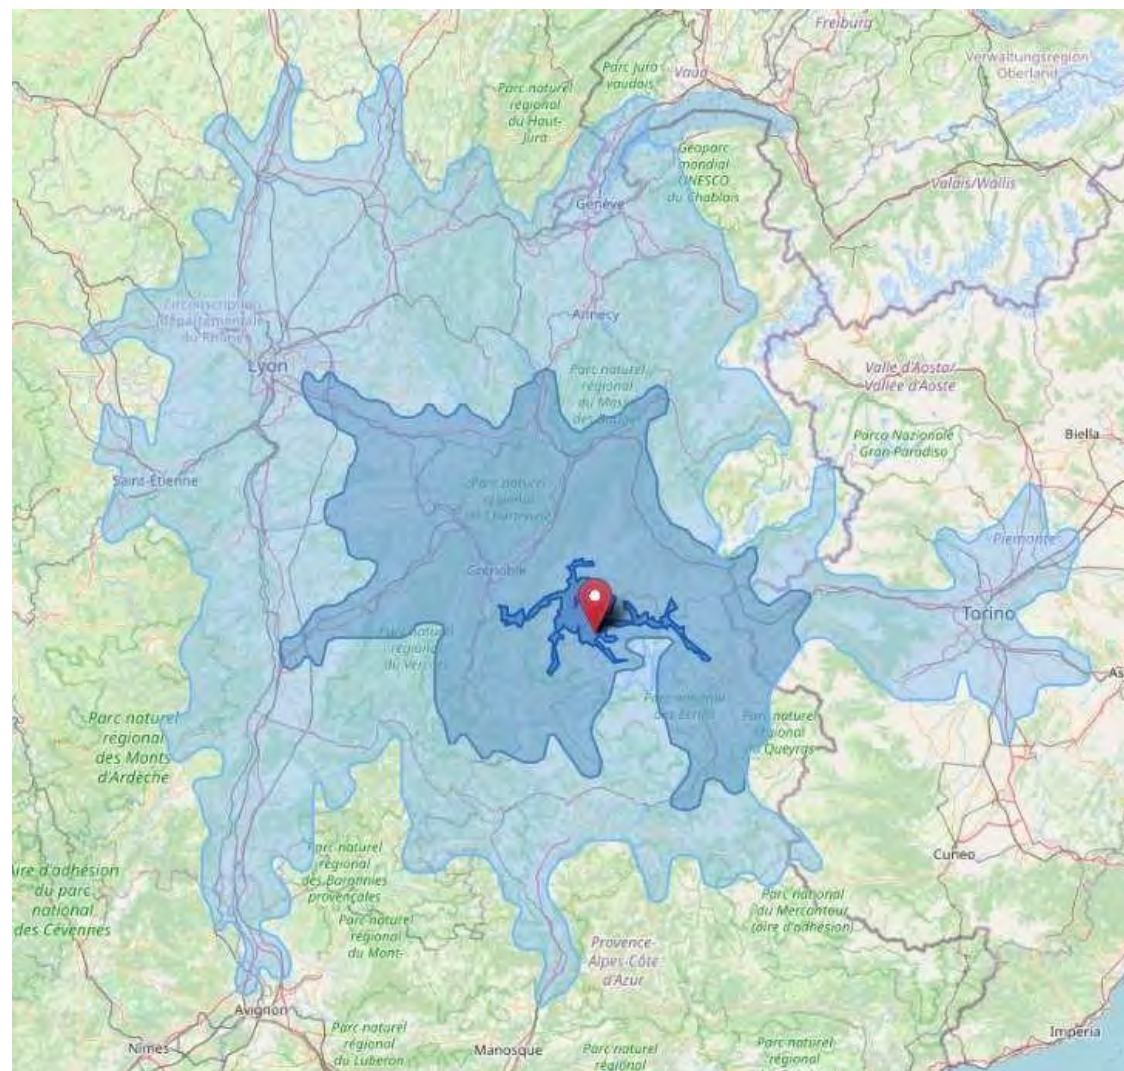 Freiburg
Verwaltungsregion
Oberland
Parc Jura
vaudois
Vaud
Parc naturel
régional
du Haut-
Jura
Géoparc
mondial
UNESCO
du Chablais
Valais/Wallis
Genève
Circonscription
départementale
du Rhône
Annecy
Lyon
Parc naturel
régional
du Massif
des Bauges
Valle d'Aosta/
Vallée d'Aoste
Parco Nazionale
Gran Paradiso
Biella
Saint-Étienne
Parc naturel
régional
de Chartreuse
Piemonte
Grenoble
Torino
Parc naturel
régional
du Vercors
As
Parc national
des Écrins
Parc naturel
régional
du Queyras
Parc naturel
régional
des Monts
d'Ardèche
Cuneo
Parc naturel
régional
des Baronnies
provençales
ire d'adhésion
du parc
national
des Cévennes
Parc national
du Mercantour
(aire d'adhésion)
Parc naturel
régional
du Mont-
Provence-
Alpes-Côte
d'Azur
Avignon
Imperia
Parc naturel
régional
du Luberon
Nîmes
Manosque
Parc naturel
régional
Parc naturel
régional